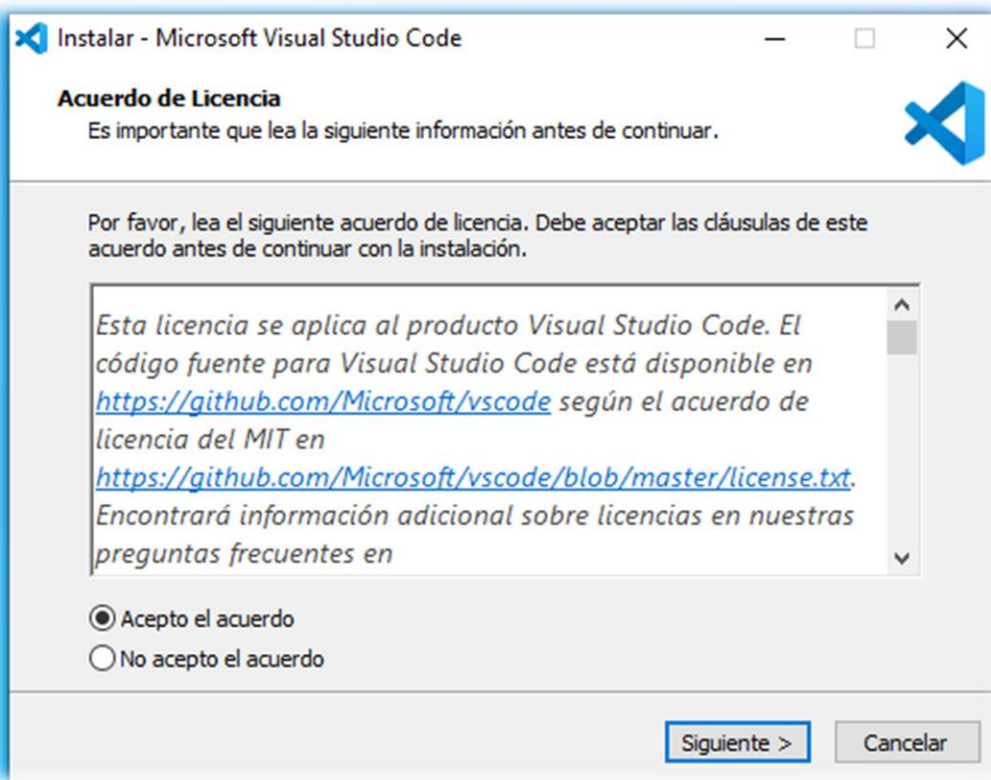 Instalar - Microsoft Visual Studio Code
Acuerdo de Licencia
Es importante que lea la siguiente información antes de continuar.
Por favor, lea el siguiente acuerdo de licencia. Debe aceptar las cláusulas de este
acuerdo antes de continuar con la instalación.
Esta licencia se aplica al producto Visual Studio Code. El
código fuente para Visual Studio Code está disponible en
https://github.com/Microsoft/vscode según el acuerdo de
licencia del MIT en
https://github.com/Microsoft/vscode/blob/master/license.txt.
Encontrará información adicional sobre licencias en nuestras
preguntas frecuentes en
Acepto el acuerdo
No acepto el acuerdo
Siguiente > Cancelar